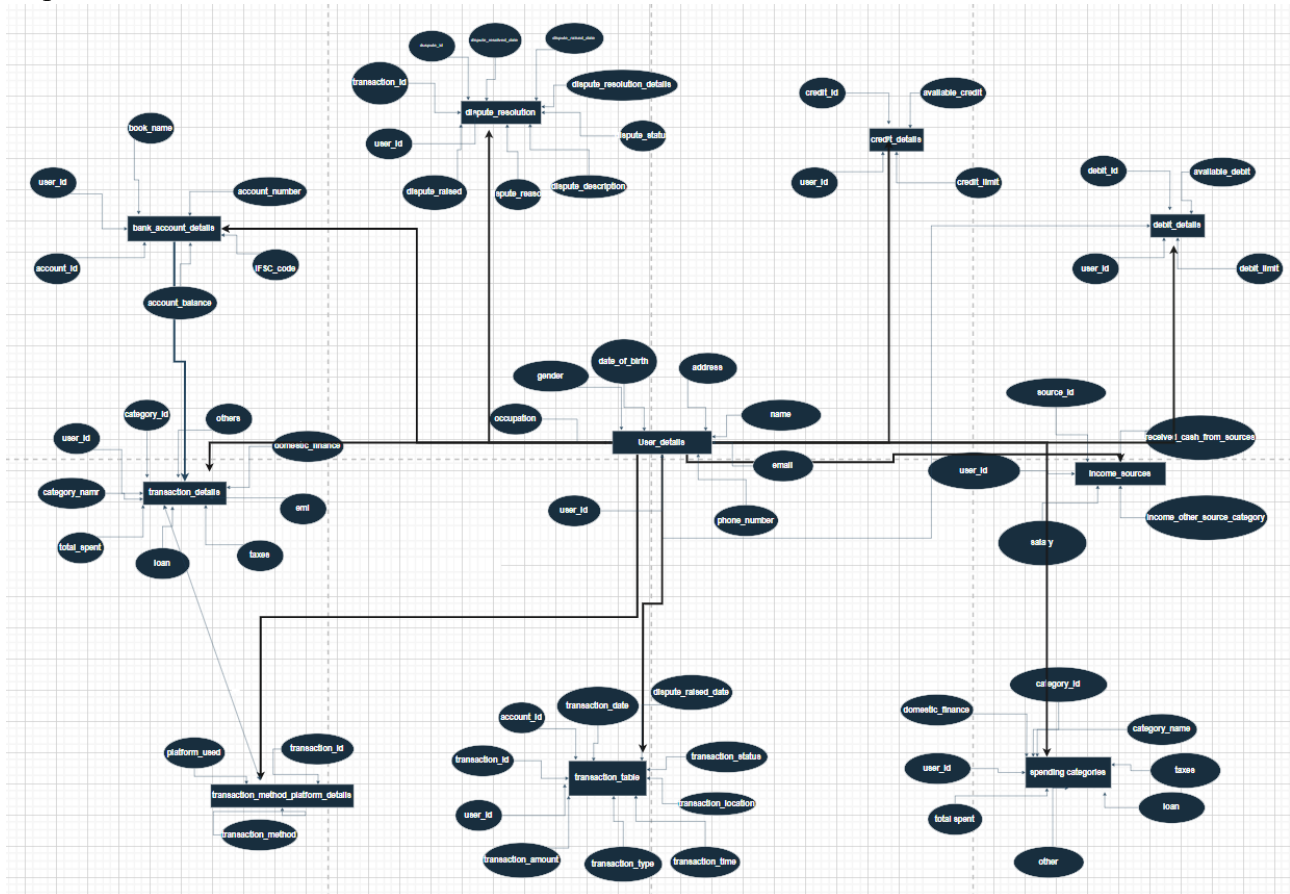 dispute_id
dispute_resolved_date
dispute_raised_date
transaction_id
dispute_resolution_details
dispute_resolution
dispute_statu
user_id
dispute_raised
spute_reaso
dispute_description
credit_id
available_credit
credit_details
user_id
credit_limit
book_name
user_id
account_number
bank_account_details
account_id
IFSC_code
account_balance
debit_id
available_debit
debit_details
user_id
debit_limit
date_of_birth
gender
address
occupation
name
User_details
email
user_id
phone_number
category_id
others
user_id
domestic_finance
category_namr
transaction_details
emi
total_spent
loan
taxes
source_id
received_cash_from_sources
user_id
income_sources
income_other_source_category
salary
platform_used
transaction_id
transaction_method_platform_details
transaction_method
transaction_date
dispute_raised_date
account_id
transaction_id
transaction_status
transaction_table
transaction_location
user_id
transaction_amount
transaction_type
transaction_time
category_id
domestic_finance
category_name
user_id
spending categories
taxes
total spent
loan
other